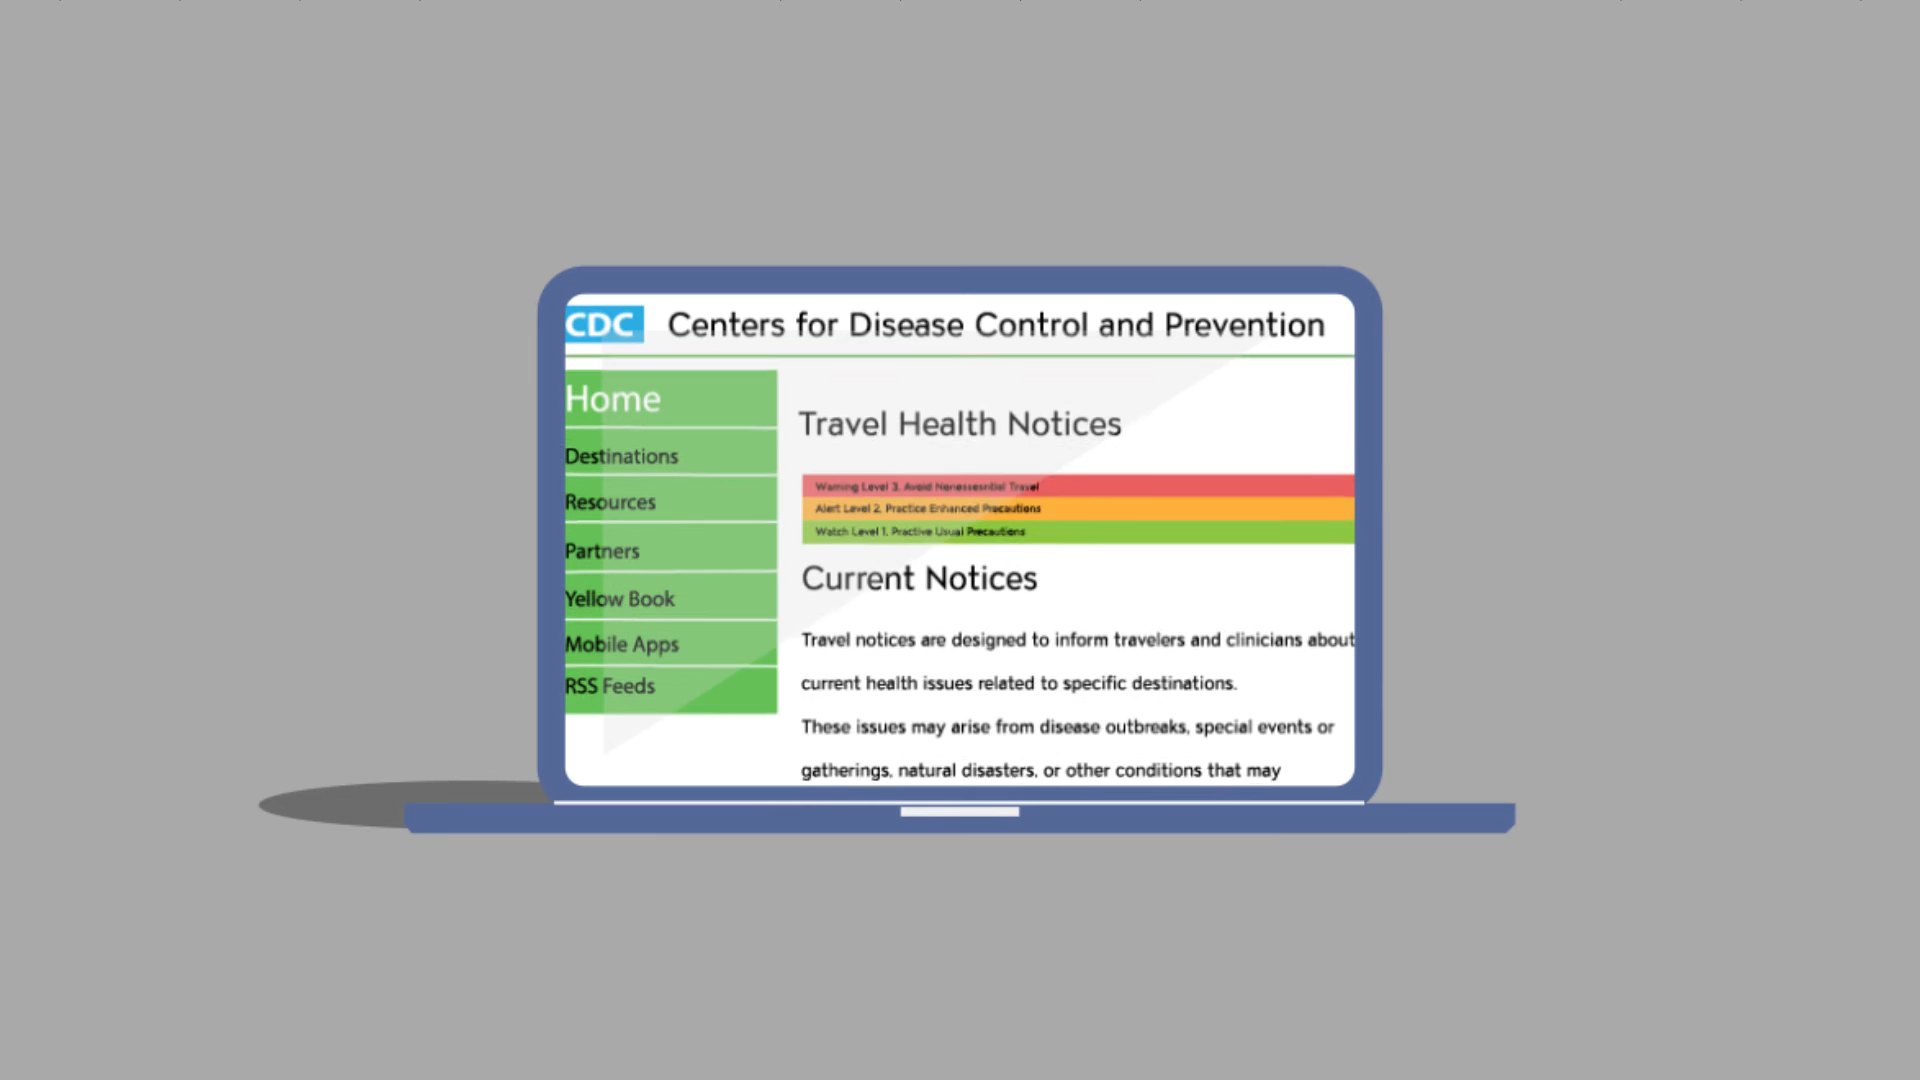 CDC Centers for Disease Control and Prevention
Home
Destinations
Resources
Partners
Yellow Book
Mobile Apps
RSS Feeds
Travel Health Notices
Warning Level 3, Avoid Nonessesntial Travel
Alert Level 2, Practice Enhanced Precautions
Watch Level 1, Practive Usual Precautions
Current Notices
Travel notices are designed to inform travelers and clinicians about
current health issues related to specific destinations.
These issues may arise from disease outbreaks, special events or
gatherings, natural disasters, or other conditions that may